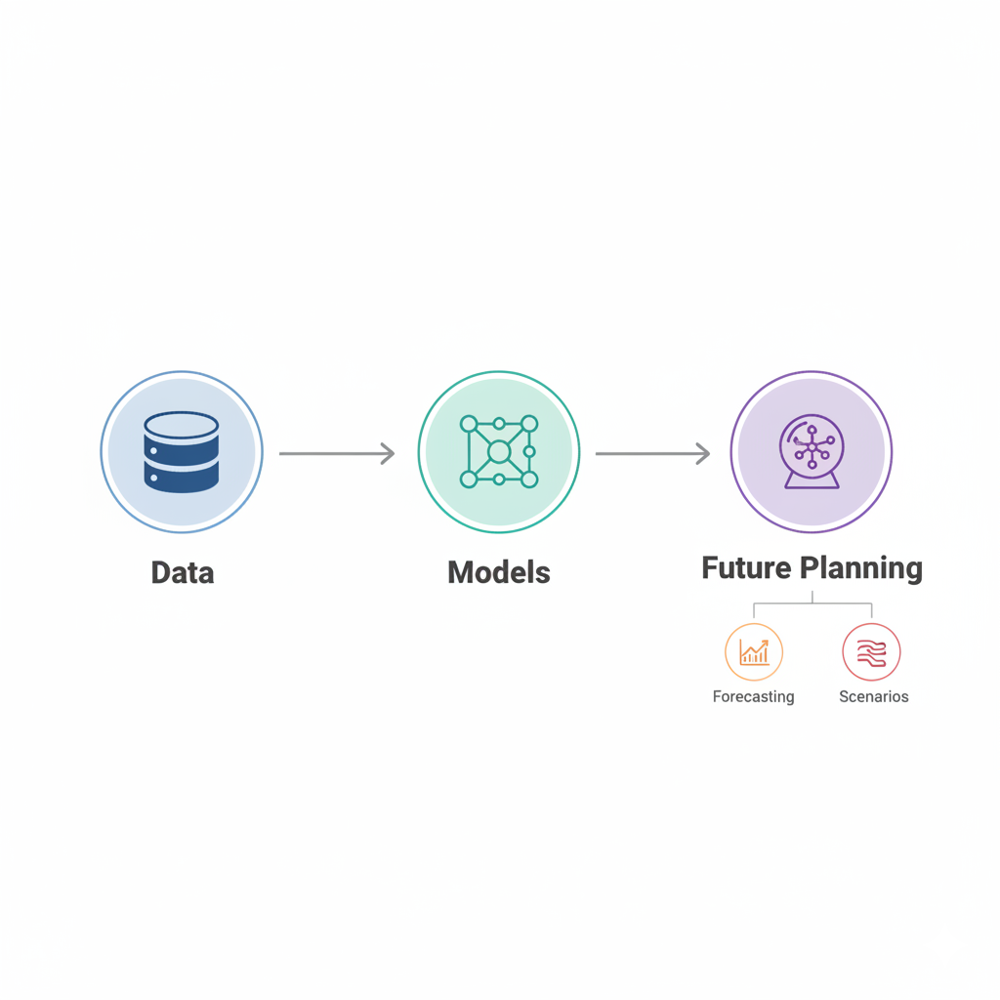 Data
Models
Future Planning
Forecasting
Scenarios